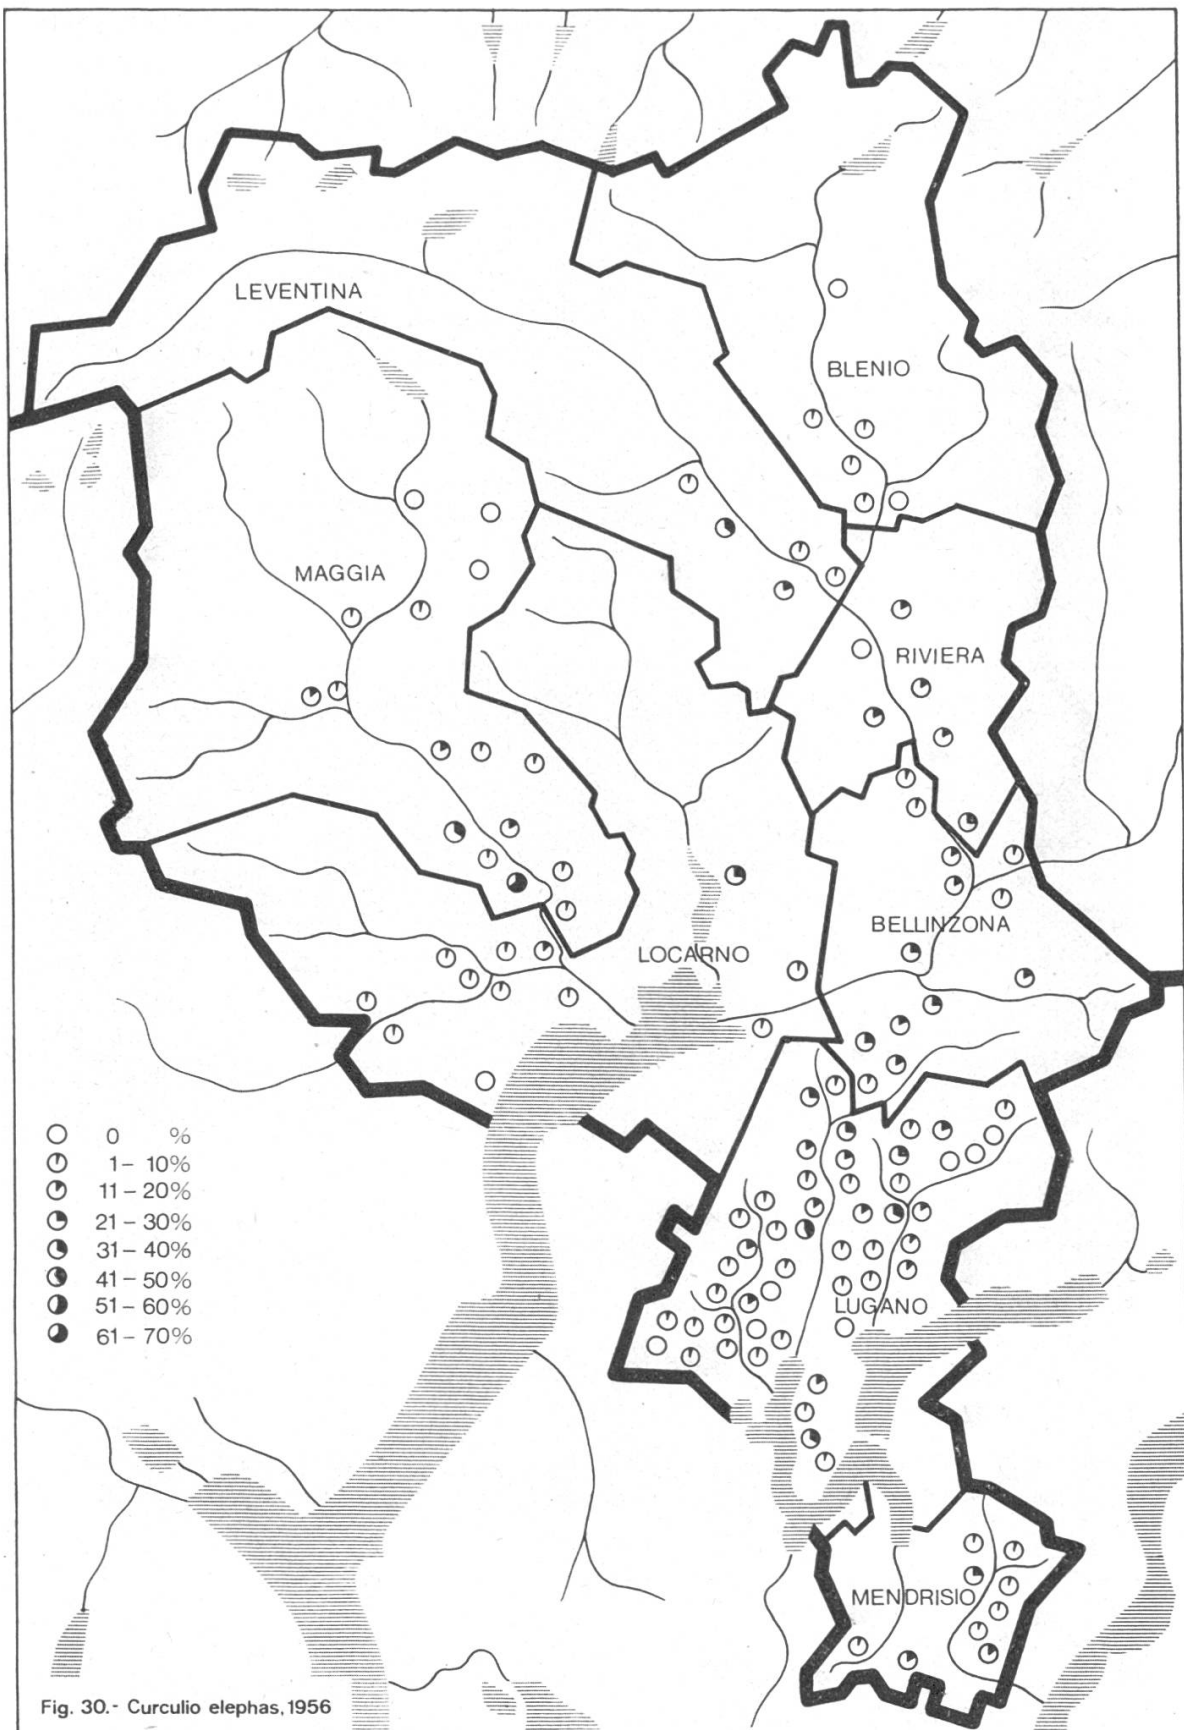 LEVENTINA
BLENIO
MAGGIA
RIVIERA
BELLINZONA
LOCARNO
0 %
1 – 10%
11 – 20%
21 – 30%
31 – 40%
41 – 50%
51 – 60%
61 – 70%
LUGANO
MENDRISIO
Fig. 30.- Curculio elephas, 1956